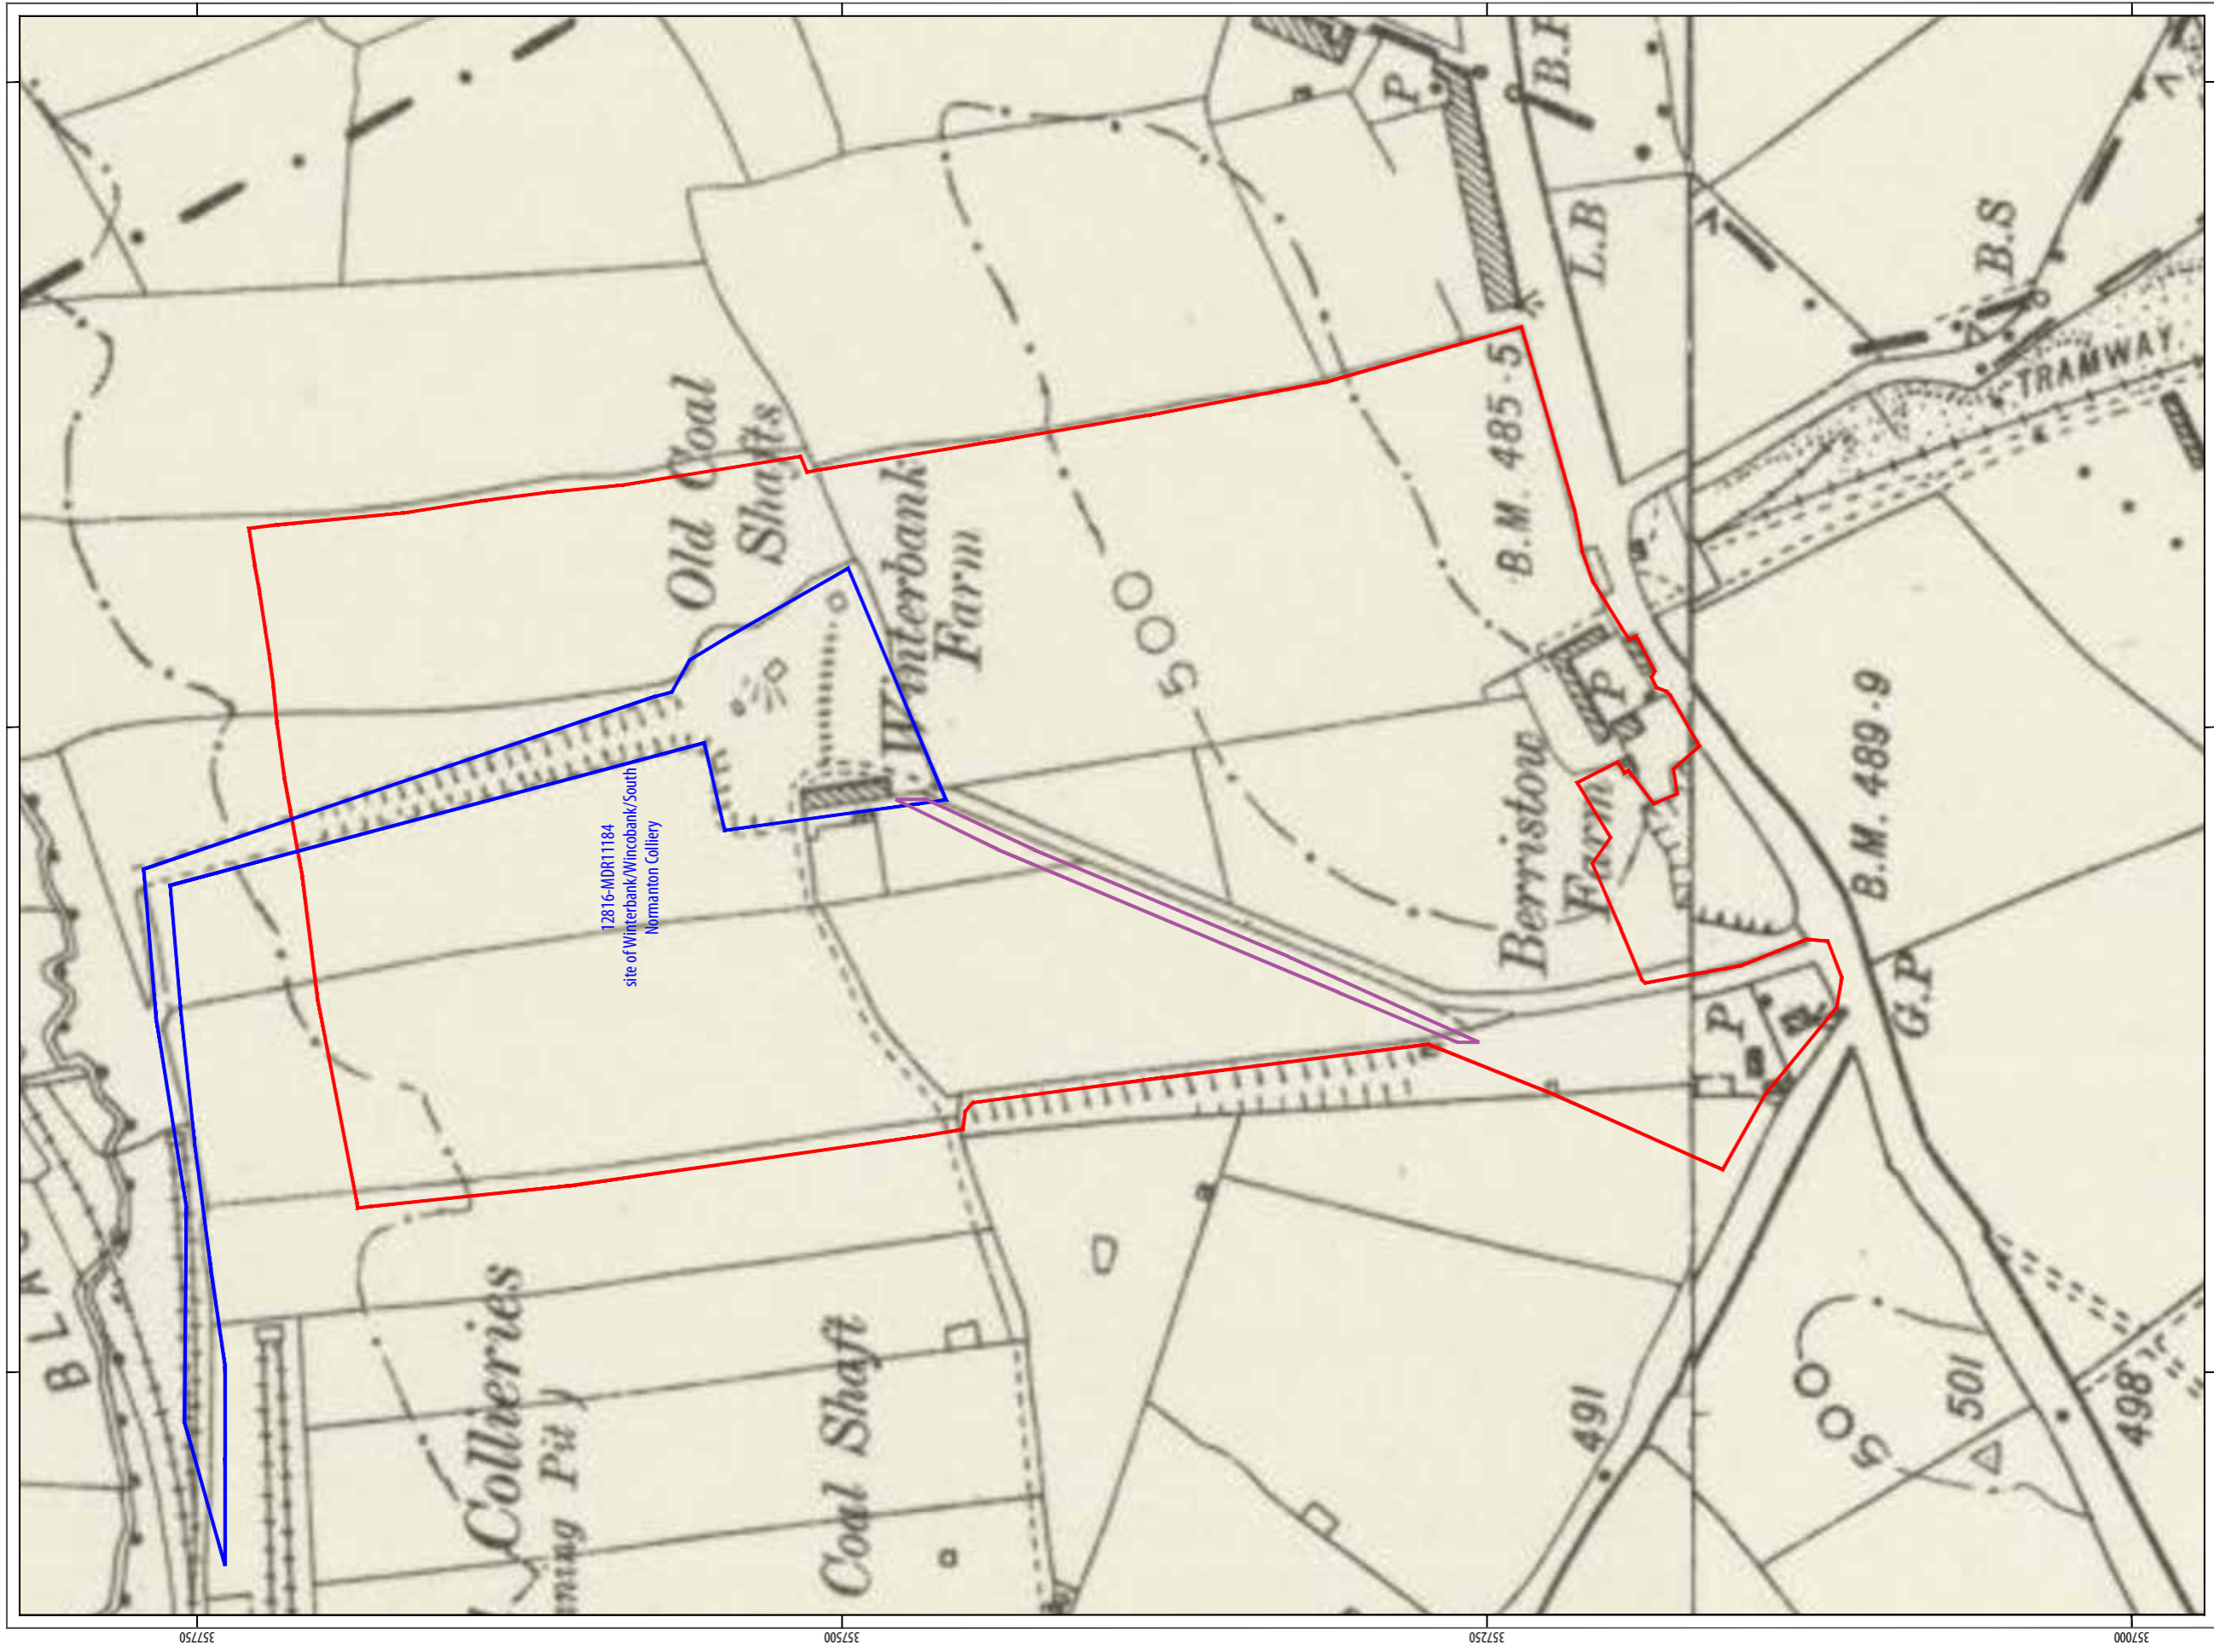 B.P
P
L.B
B.S
TRAMWAY.
Old Coal
Shafts
Winterbank
Farm
500
B.M. 485·5
P
Berristow
Farm
B.M. 489·9
G.P
P
12816-MDR11184
site of Winterbank/Wincobank/South
Normanton Colliery
BLA
Collieries
Pit)
Coal Shaft
491
500
501
498
357750
357500
357250
357000